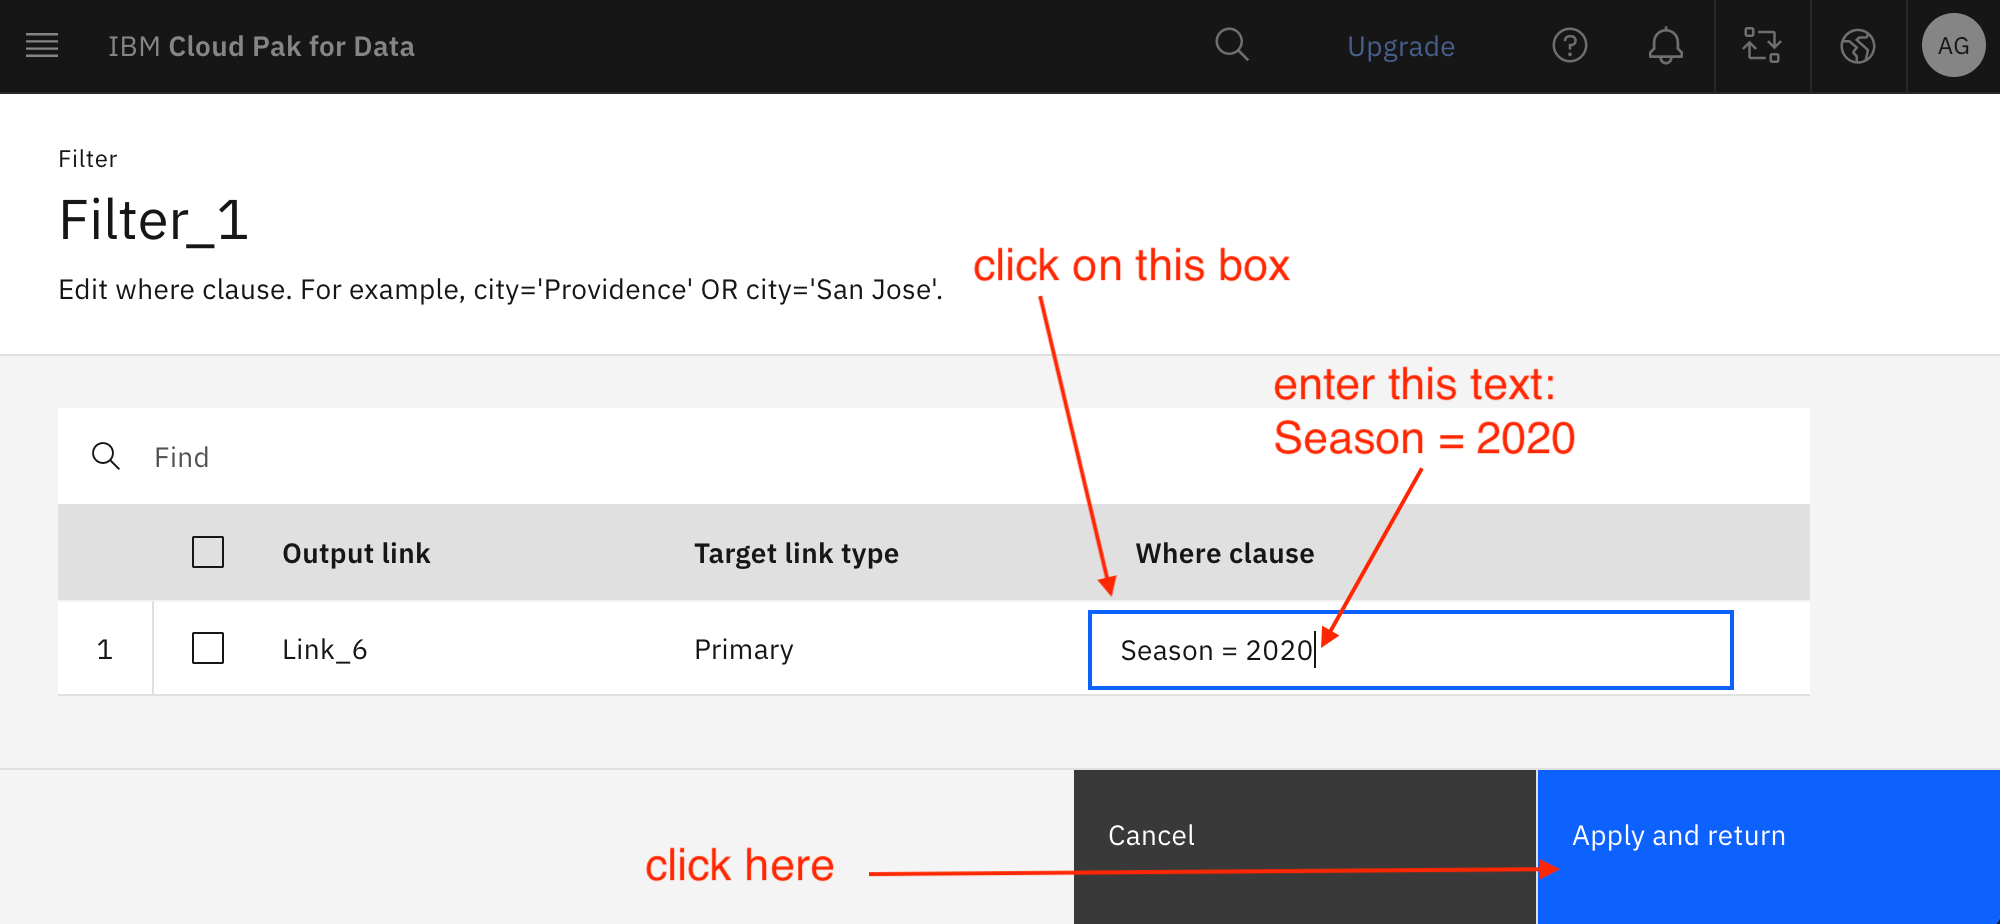 IBM Cloud Pak for Data
Upgrade
AG
Filter
Filter_1
Edit where clause. For example, city='Providence' OR city='San Jose'.
click on this box
enter this text:
Season = 2020
Find
Output link Target link type Where clause
1 Link_6 Primary Season = 2020
click here
Cancel
Apply and return